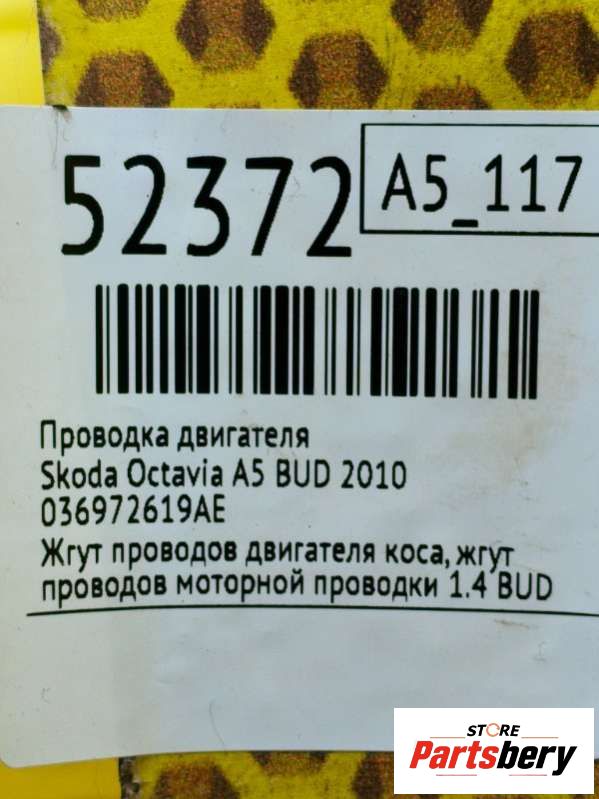 52372
A5_117
Проводка двигателя
Skoda Octavia A5 BUD 2010
036972619AE
Жгут проводов двигателя коса, жгут
проводов моторной проводки 1.4 BUD
STORE
Partsbery